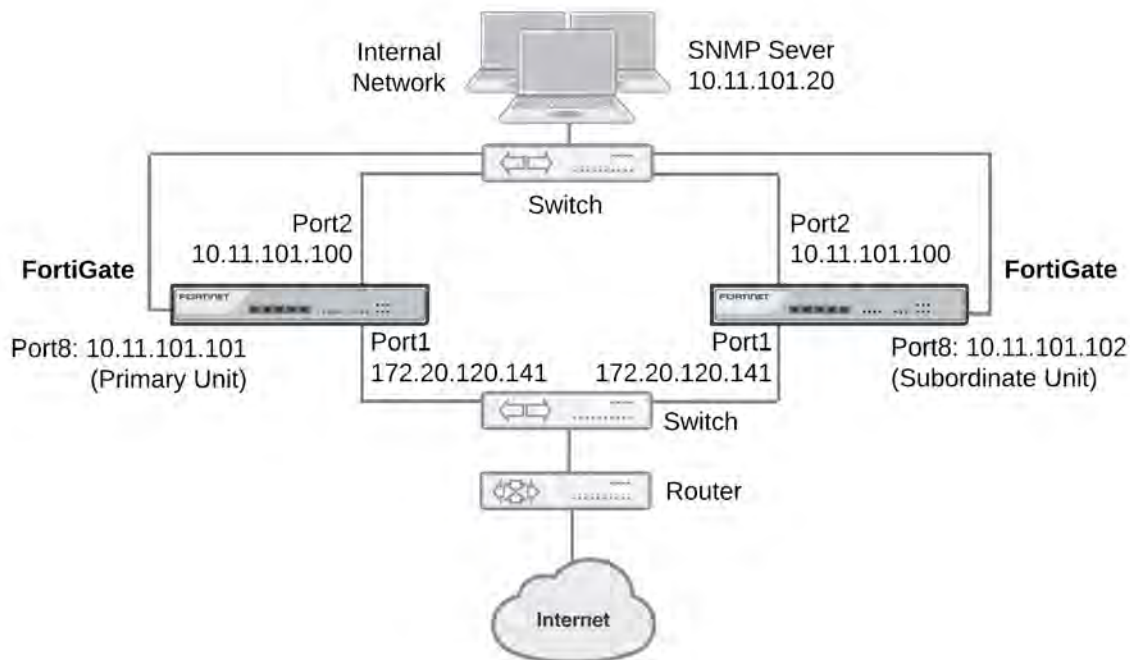 Internal
Network
SNMP Sever
10.11.101.20
Switch
Port2
10.11.101.100
Port2
10.11.101.100
FortiGate
FortiGate
FORTINET
FORTINET
Port8: 10.11.101.101
(Primary Unit)
Port1
172.20.120.141
Port1
172.20.120.141
Port8: 10.11.101.102
(Subordinate Unit)
Switch
Router
Internet